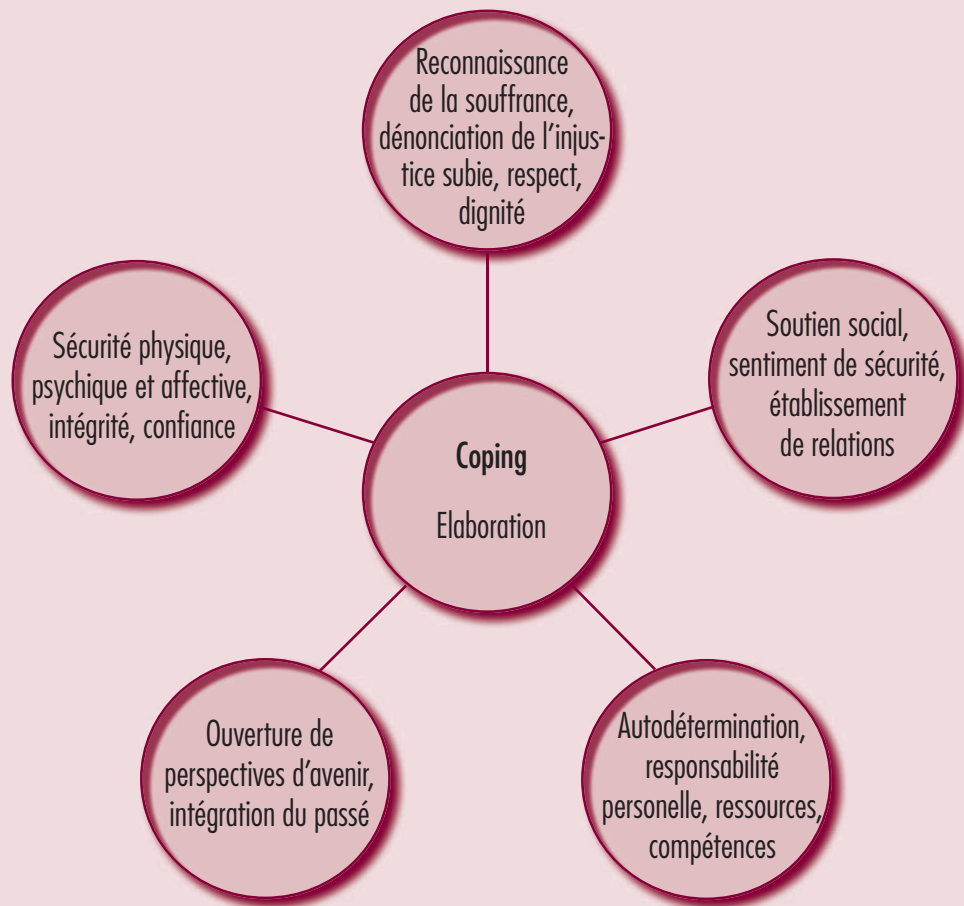 Reconnaissance
de la souffrance,
dénonciation de l'injus-
tice subie, respect,
dignité
Sécurité physique,
psychique et affective,
intégrité, confiance
Soutien social,
sentiment de sécurité,
établissement
de relations
Coping
Elaboration
Ouverture de
perspectives d'avenir,
intégration du passé
Autodétermination,
responsabilité
personelle, ressources,
compétences